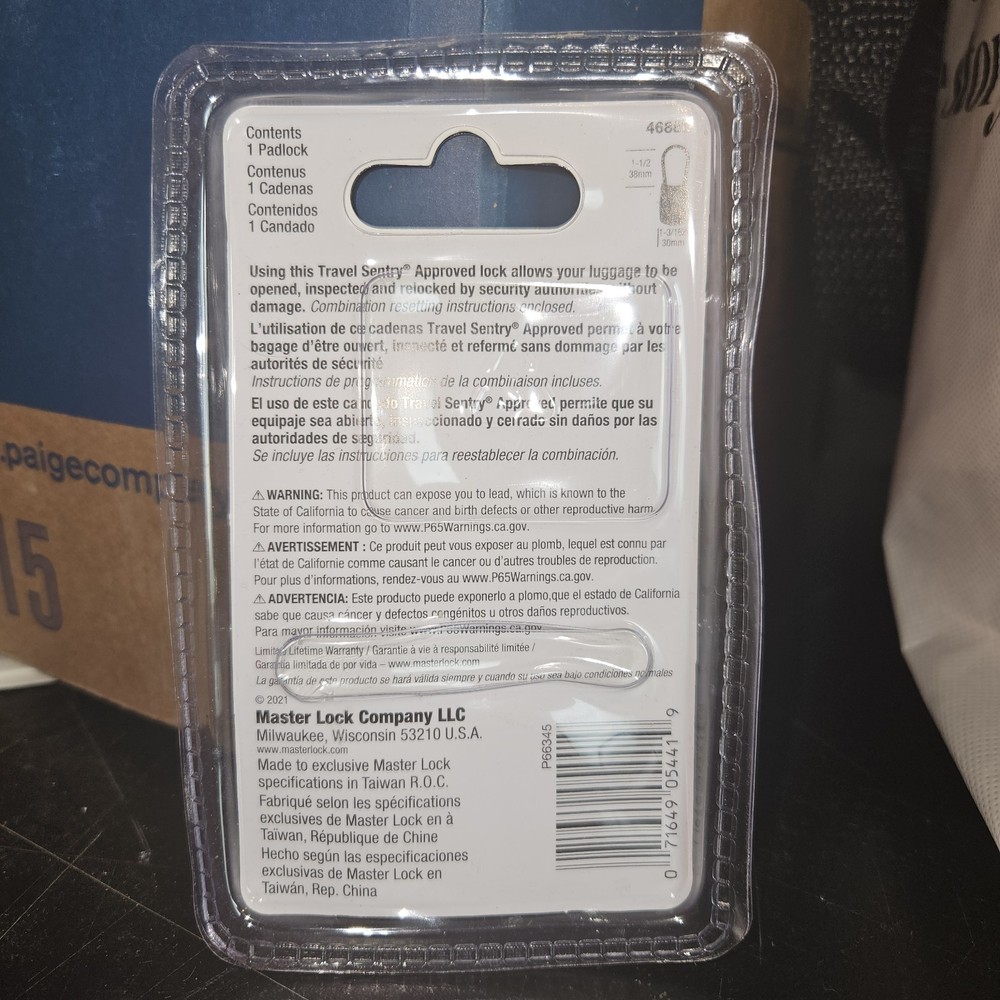 Contents
1 Padlock
Contenus
1 Cadenas
Contenidos
1 Candado
1-1/2
38mm
1-3/16
30mm
Using this Travel Sentry® Approved lock allows your luggage to be
opened, inspected and relocked by security authorities without
damage. Combination resetting instructions enclosed.
L'utilisation de ce cadenas Travel Sentry® Approved permet à votre
bagage d'être ouvert, inspecté et refermé sans dommage par les
autorités de sécurité
Instructions de programmation de la combinaison incluses.
El uso de este candado Travel Sentry® Approved permite que su
equipaje sea abierto, inspeccionado y cerrado sin daños por las
autoridades de seguridad.
Se incluye las instrucciones para reestablecer la combinación.
⚠ WARNING: This product can expose you to lead, which is known to the
State of California to cause cancer and birth defects or other reproductive harm.
For more information go to www.P65Warnings.ca.gov.
⚠ AVERTISSEMENT : Ce produit peut vous exposer au plomb, lequel est connu par
l'état de Californie comme causant le cancer ou d'autres troubles de reproduction.
Pour plus d'informations, rendez-vous au www.P65Warnings.ca.gov.
⚠ ADVERTENCIA: Este producto puede exponerlo a plomo,que el estado de California
sabe que causa cáncer y defectos congénitos u otros daños reproductivos.
Para mayor información visite www.P65Warnings.ca.gov
Limited Lifetime Warranty / Garantie à vie à responsabilité limitée /
Garantía limitada de por vida – www.masterlock.com
La garantía de este producto se hará válida siempre y cuando su uso sea bajo condiciones normales
© 2021
Master Lock Company LLC
Milwaukee, Wisconsin 53210 U.S.A.
www.masterlock.com
Made to exclusive Master Lock
specifications in Taiwan R.O.C.
Fabriqué selon les spécifications
exclusives de Master Lock en à
Taïwan, République de Chine
Hecho según las especificaciones
exclusivas de Master Lock en
Taiwán, Rep. China
P66345
0 71649 05441 9
15